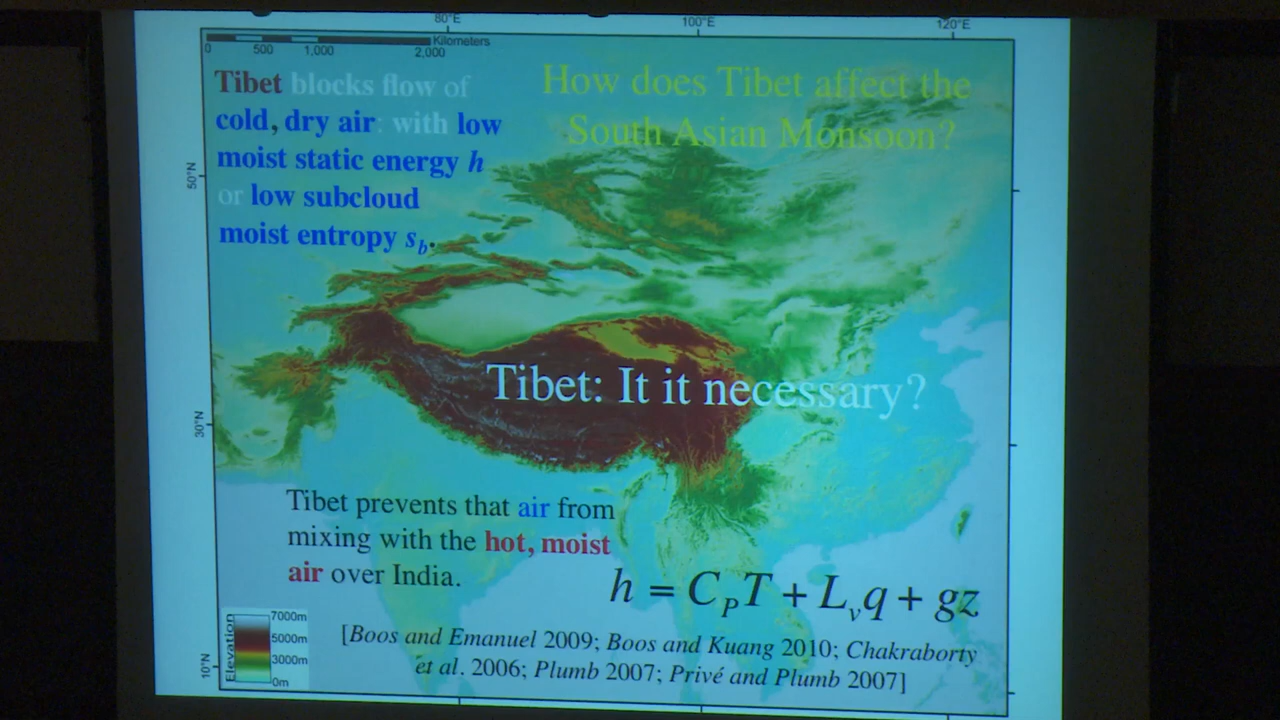 80°E
100°E
120°E
0 500 1,000 2,000 Kilometers
Tibet blocks flow of
cold, dry air: with low
moist static energy h
or low subcloud
moist entropy s_b.
How does Tibet affect the
South Asian Monsoon?
50°N
30°N
10°N
Tibet: It it necessary?
Tibet prevents that air from
mixing with the hot, moist
air over India.
h = C_P T + L_v q + gz
[Boos and Emanuel 2009; Boos and Kuang 2010; Chakraborty
et al. 2006; Plumb 2007; Privé and Plumb 2007]
Elevation
7000m
5000m
3000m
0m